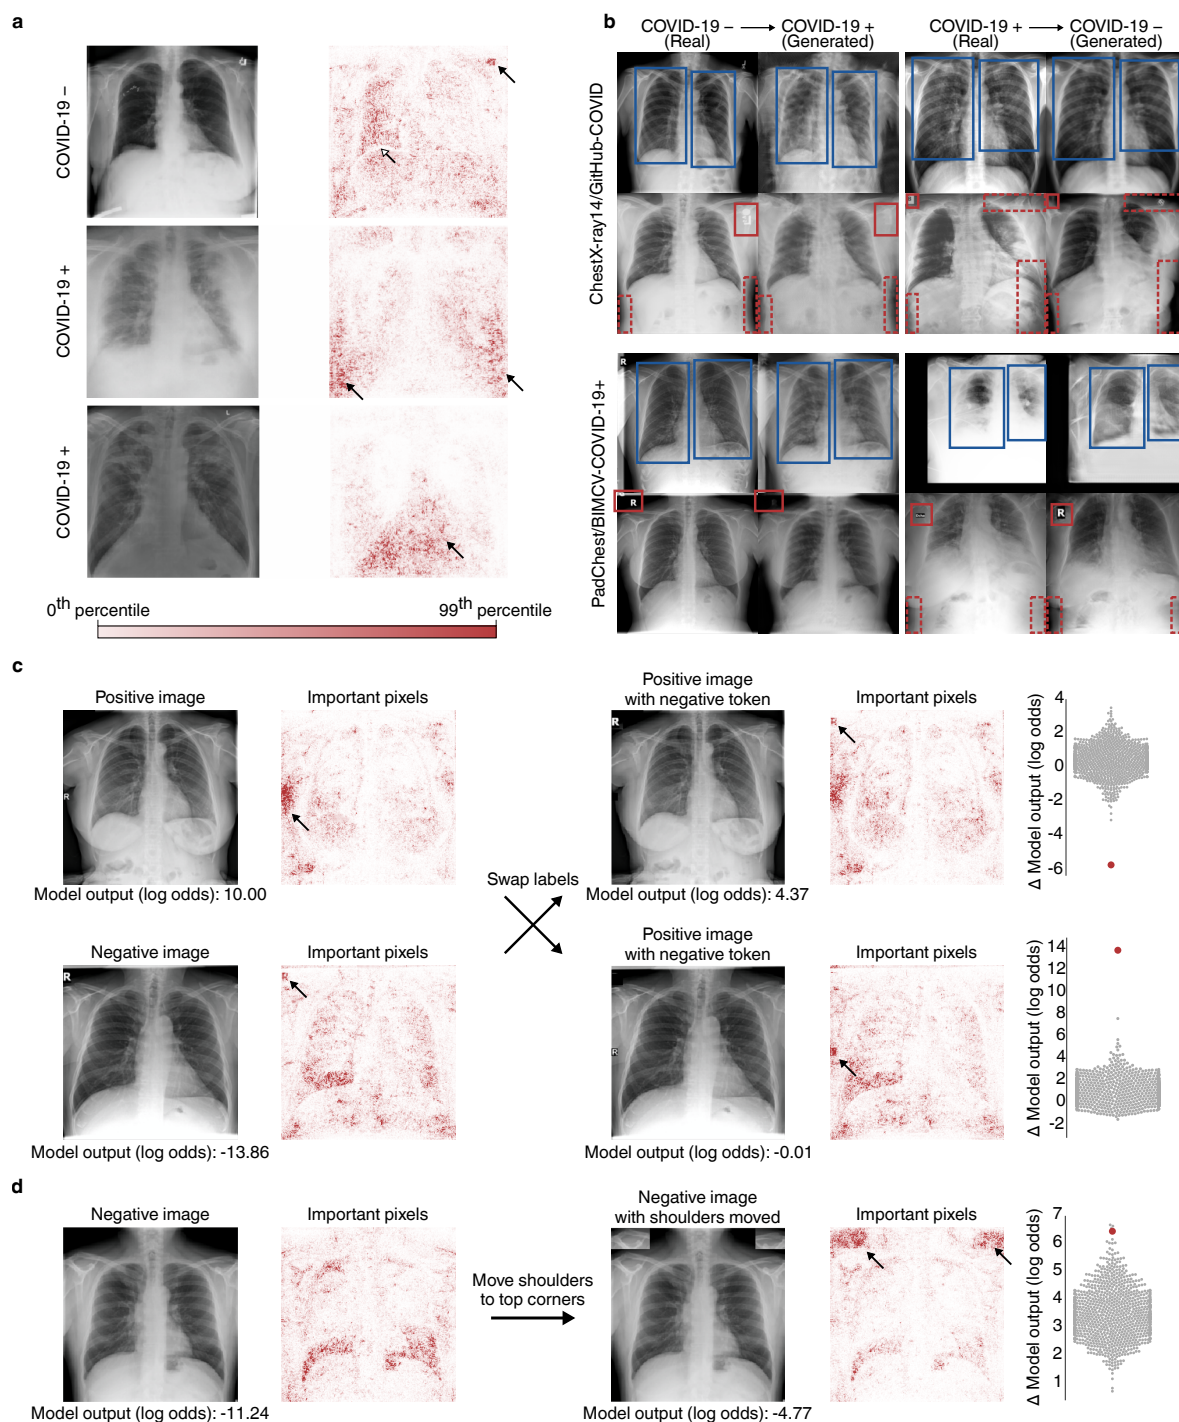 a
COVID-19 –
COVID-19 +
COVID-19 +
0th percentile
99th percentile
b
COVID-19 – → COVID-19 +
(Real) (Generated)
COVID-19 + → COVID-19 –
(Real) (Generated)
ChestX-ray14/GitHub-COVID
PadChest/BIMCV-COVID-19+
R
R
R
L
c
Positive image
Important pixels
R
Model output (log odds): 10.00
Negative image
Important pixels
R
R
Model output (log odds): -13.86
Swap labels
Positive image
with negative token
Important pixels
R
R
Model output (log odds): 4.37
Positive image
with negative token
Important pixels
R
Model output (log odds): -0.01
Δ Model output (log odds)
4
2
0
-2
-4
-6
Δ Model output (log odds)
14
12
10
8
6
4
2
0
-2
d
Negative image
Important pixels
Model output (log odds): -11.24
Move shoulders
to top corners
Negative image
with shoulders moved
Important pixels
Model output (log odds): -4.77
Δ Model output (log odds)
7
6
5
4
3
2
1